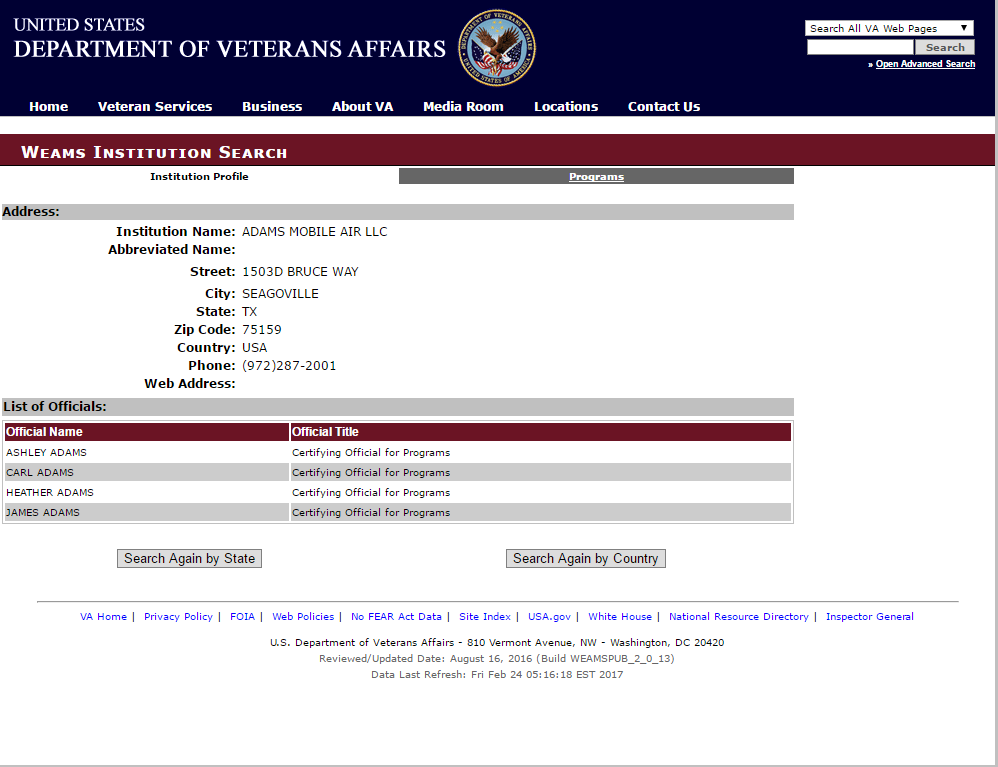 UNITED STATES
DEPARTMENT OF VETERANS AFFAIRS
Search All VA Web Pages
Search
» Open Advanced Search
Home Veteran Services Business About VA Media Room Locations Contact Us
WEAMS INSTITUTION SEARCH
Institution Profile Programs
Address:
Institution Name: ADAMS MOBILE AIR LLC
Abbreviated Name:
Street: 1503D BRUCE WAY
City: SEAGOVILLE
State: TX
Zip Code: 75159
Country: USA
Phone: (972)287-2001
Web Address:
List of Officials:
Official Name Official Title
ASHLEY ADAMS Certifying Official for Programs
CARL ADAMS Certifying Official for Programs
HEATHER ADAMS Certifying Official for Programs
JAMES ADAMS Certifying Official for Programs
Search Again by State Search Again by Country
VA Home | Privacy Policy | FOIA | Web Policies | No FEAR Act Data | Site Index | USA.gov | White House | National Resource Directory | Inspector General
U.S. Department of Veterans Affairs - 810 Vermont Avenue, NW - Washington, DC 20420
Reviewed/Updated Date: August 16, 2016 (Build WEAMSPUB_2_0_13)
Data Last Refresh: Fri Feb 24 05:16:18 EST 2017